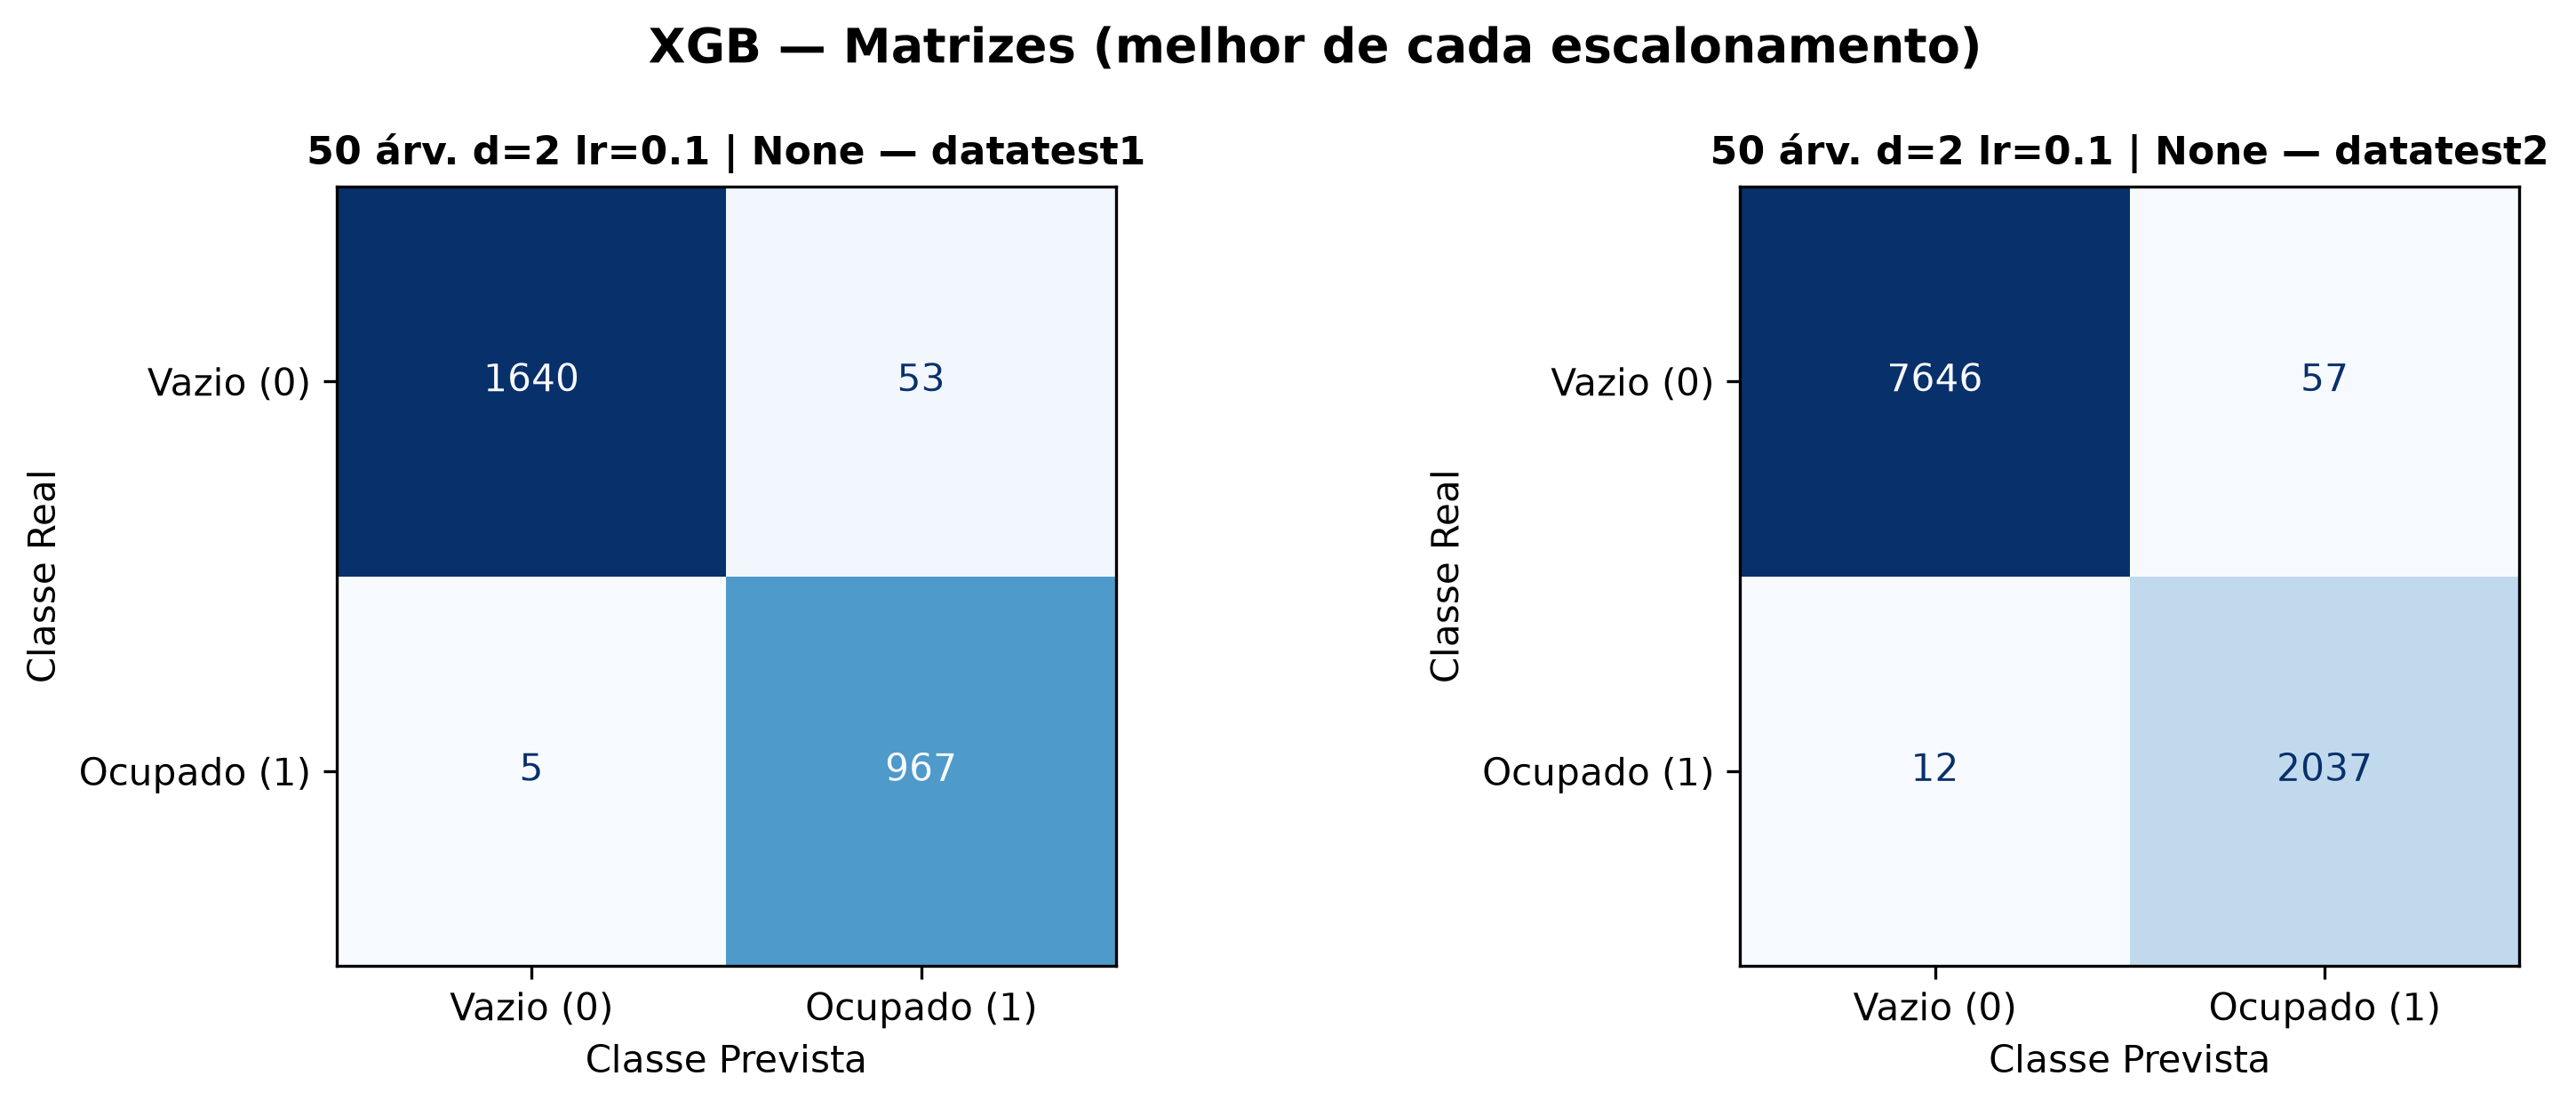 XGB — Matrizes (melhor de cada escalonamento)
50 árv. d=2 lr=0.1 | None — datatest1
Classe Real
Vazio (0)
1640
53
Ocupado (1)
5
967
Vazio (0)
Ocupado (1)
Classe Prevista
50 árv. d=2 lr=0.1 | None — datatest2
Classe Real
Vazio (0)
7646
57
Ocupado (1)
12
2037
Vazio (0)
Ocupado (1)
Classe Prevista